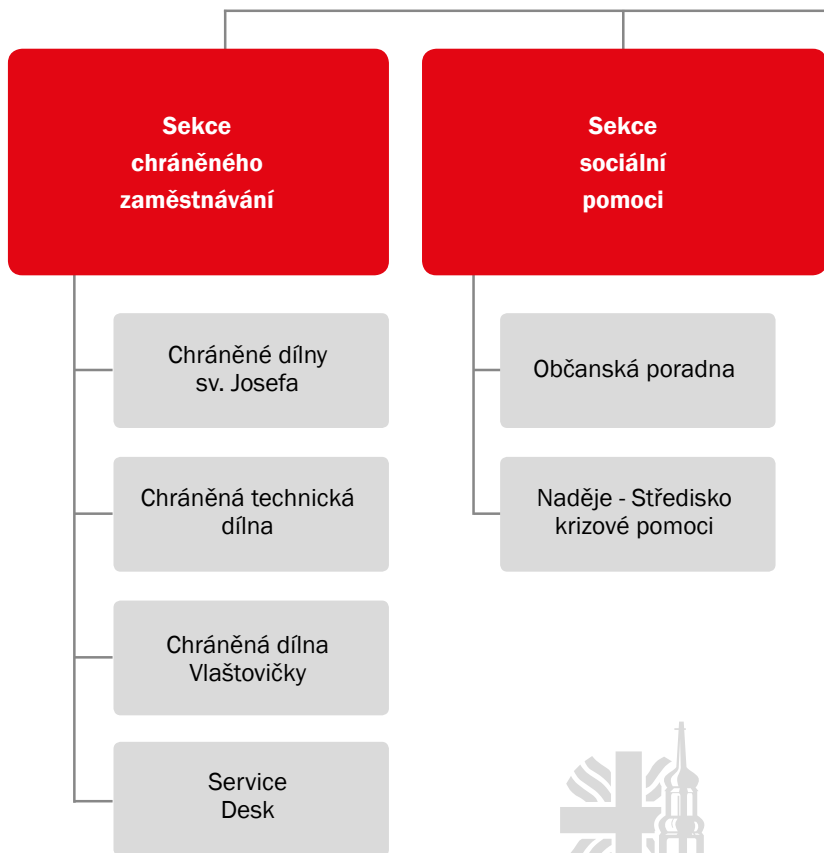 Sekce
chráněného
zaměstnávání
Chráněné dílny
sv. Josefa
Chráněná technická
dílna
Chráněná dílna
Vlaštovičky
Service
Desk
Sekce
sociální
pomoci
Občanská poradna
Naděje - Středisko
krizové pomoci